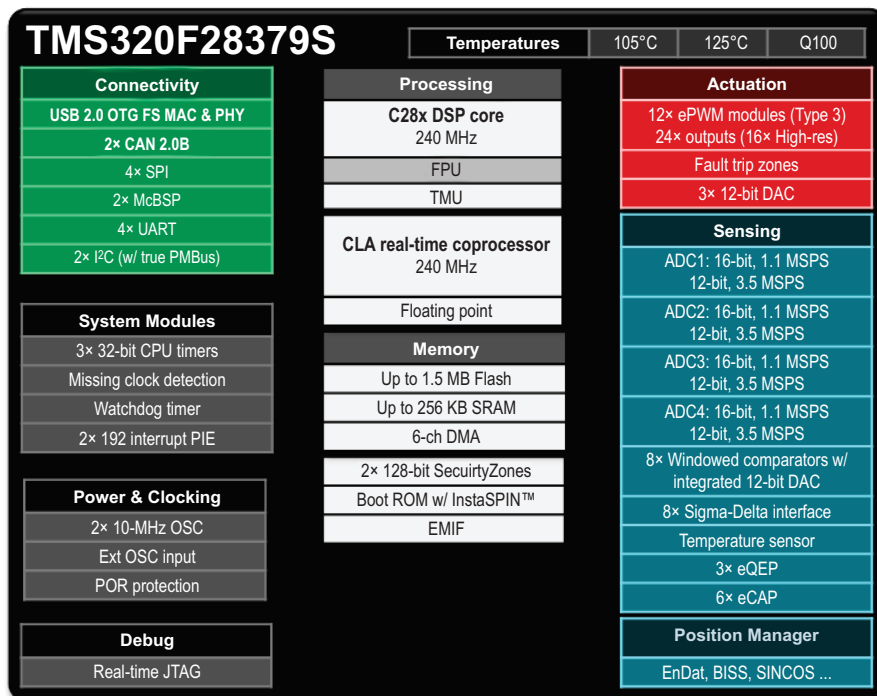 TMS320F28379S
Temperatures
105°C
125°C
Q100
Connectivity
USB 2.0 OTG FS MAC & PHY
2× CAN 2.0B
4× SPI
2× McBSP
4× UART
2× I²C (w/ true PMBus)
System Modules
3× 32-bit CPU timers
Missing clock detection
Watchdog timer
2× 192 interrupt PIE
Power & Clocking
2× 10-MHz OSC
Ext OSC input
POR protection
Debug
Real-time JTAG
Processing
C28x DSP core
240 MHz
FPU
TMU
CLA real-time coprocessor
240 MHz
Floating point
Memory
Up to 1.5 MB Flash
Up to 256 KB SRAM
6-ch DMA
2× 128-bit SecuirtyZones
Boot ROM w/ InstaSPIN™
EMIF
Actuation
12× ePWM modules (Type 3)
24× outputs (16× High-res)
Fault trip zones
3× 12-bit DAC
Sensing
ADC1: 16-bit, 1.1 MSPS
12-bit, 3.5 MSPS
ADC2: 16-bit, 1.1 MSPS
12-bit, 3.5 MSPS
ADC3: 16-bit, 1.1 MSPS
12-bit, 3.5 MSPS
ADC4: 16-bit, 1.1 MSPS
12-bit, 3.5 MSPS
8× Windowed comparators w/
integrated 12-bit DAC
8× Sigma-Delta interface
Temperature sensor
3× eQEP
6× eCAP
Position Manager
EnDat, BISS, SINCOS ...